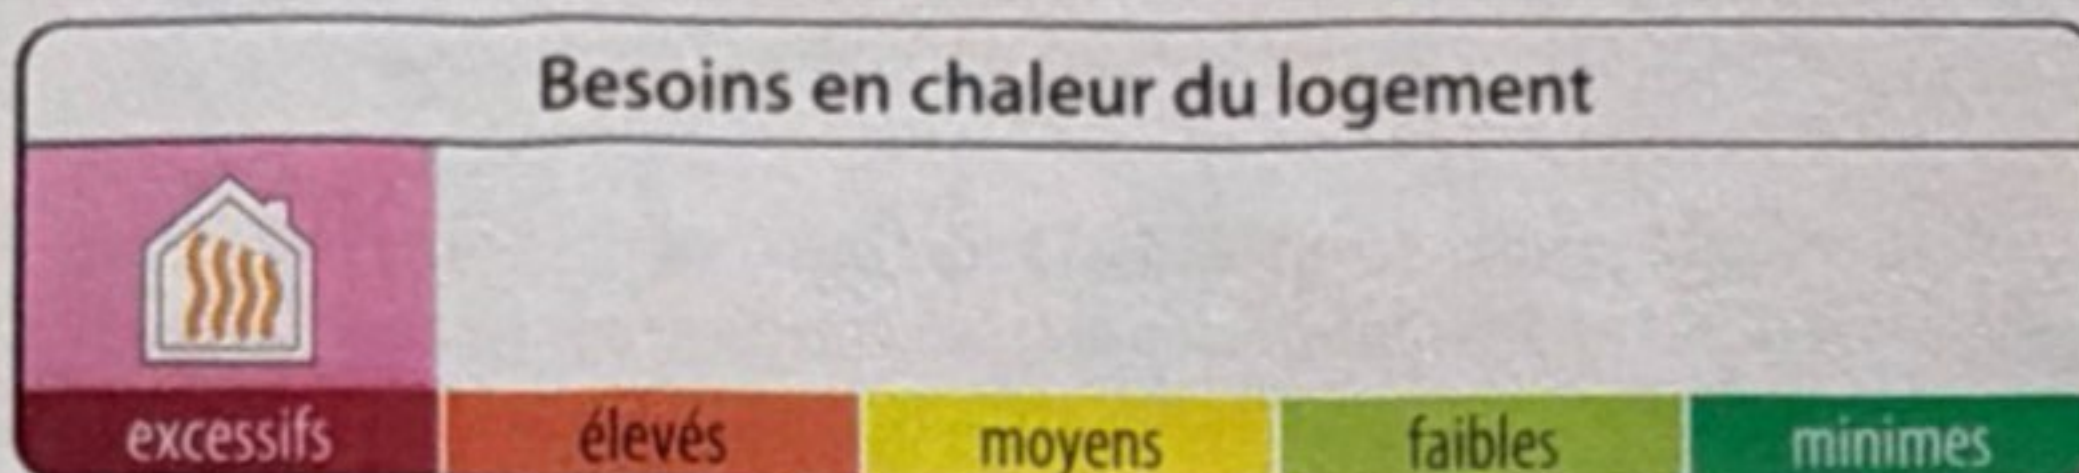 Besoins en chaleur du logement
excessifs élevés moyens faibles minimes